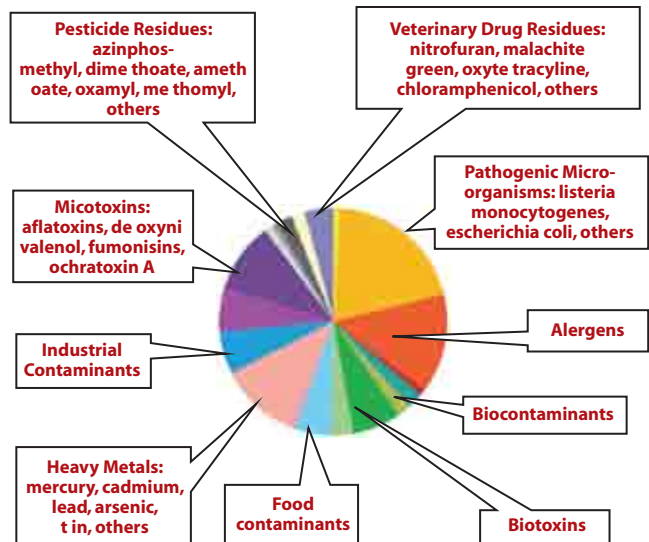 Pesticide Residues:
azinphos-
methyl, dime thoate, ameth
oate, oxamyl, me thomyl,
others
Veterinary Drug Residues:
nitrofuran, malachite
green, oxyte tracyline,
chloramphenicol, others
Pathogenic Micro-
organisms: listeria
monocytogenes,
escherichia coli, others
Micotoxins:
aflatoxins, de oxyni
valenol, fumonisins,
ochratoxin A
Alergens
Industrial
Contaminants
Biocontaminants
Heavy Metals:
mercury, cadmium,
lead, arsenic,
t in, others
Food
contaminants
Biotoxins